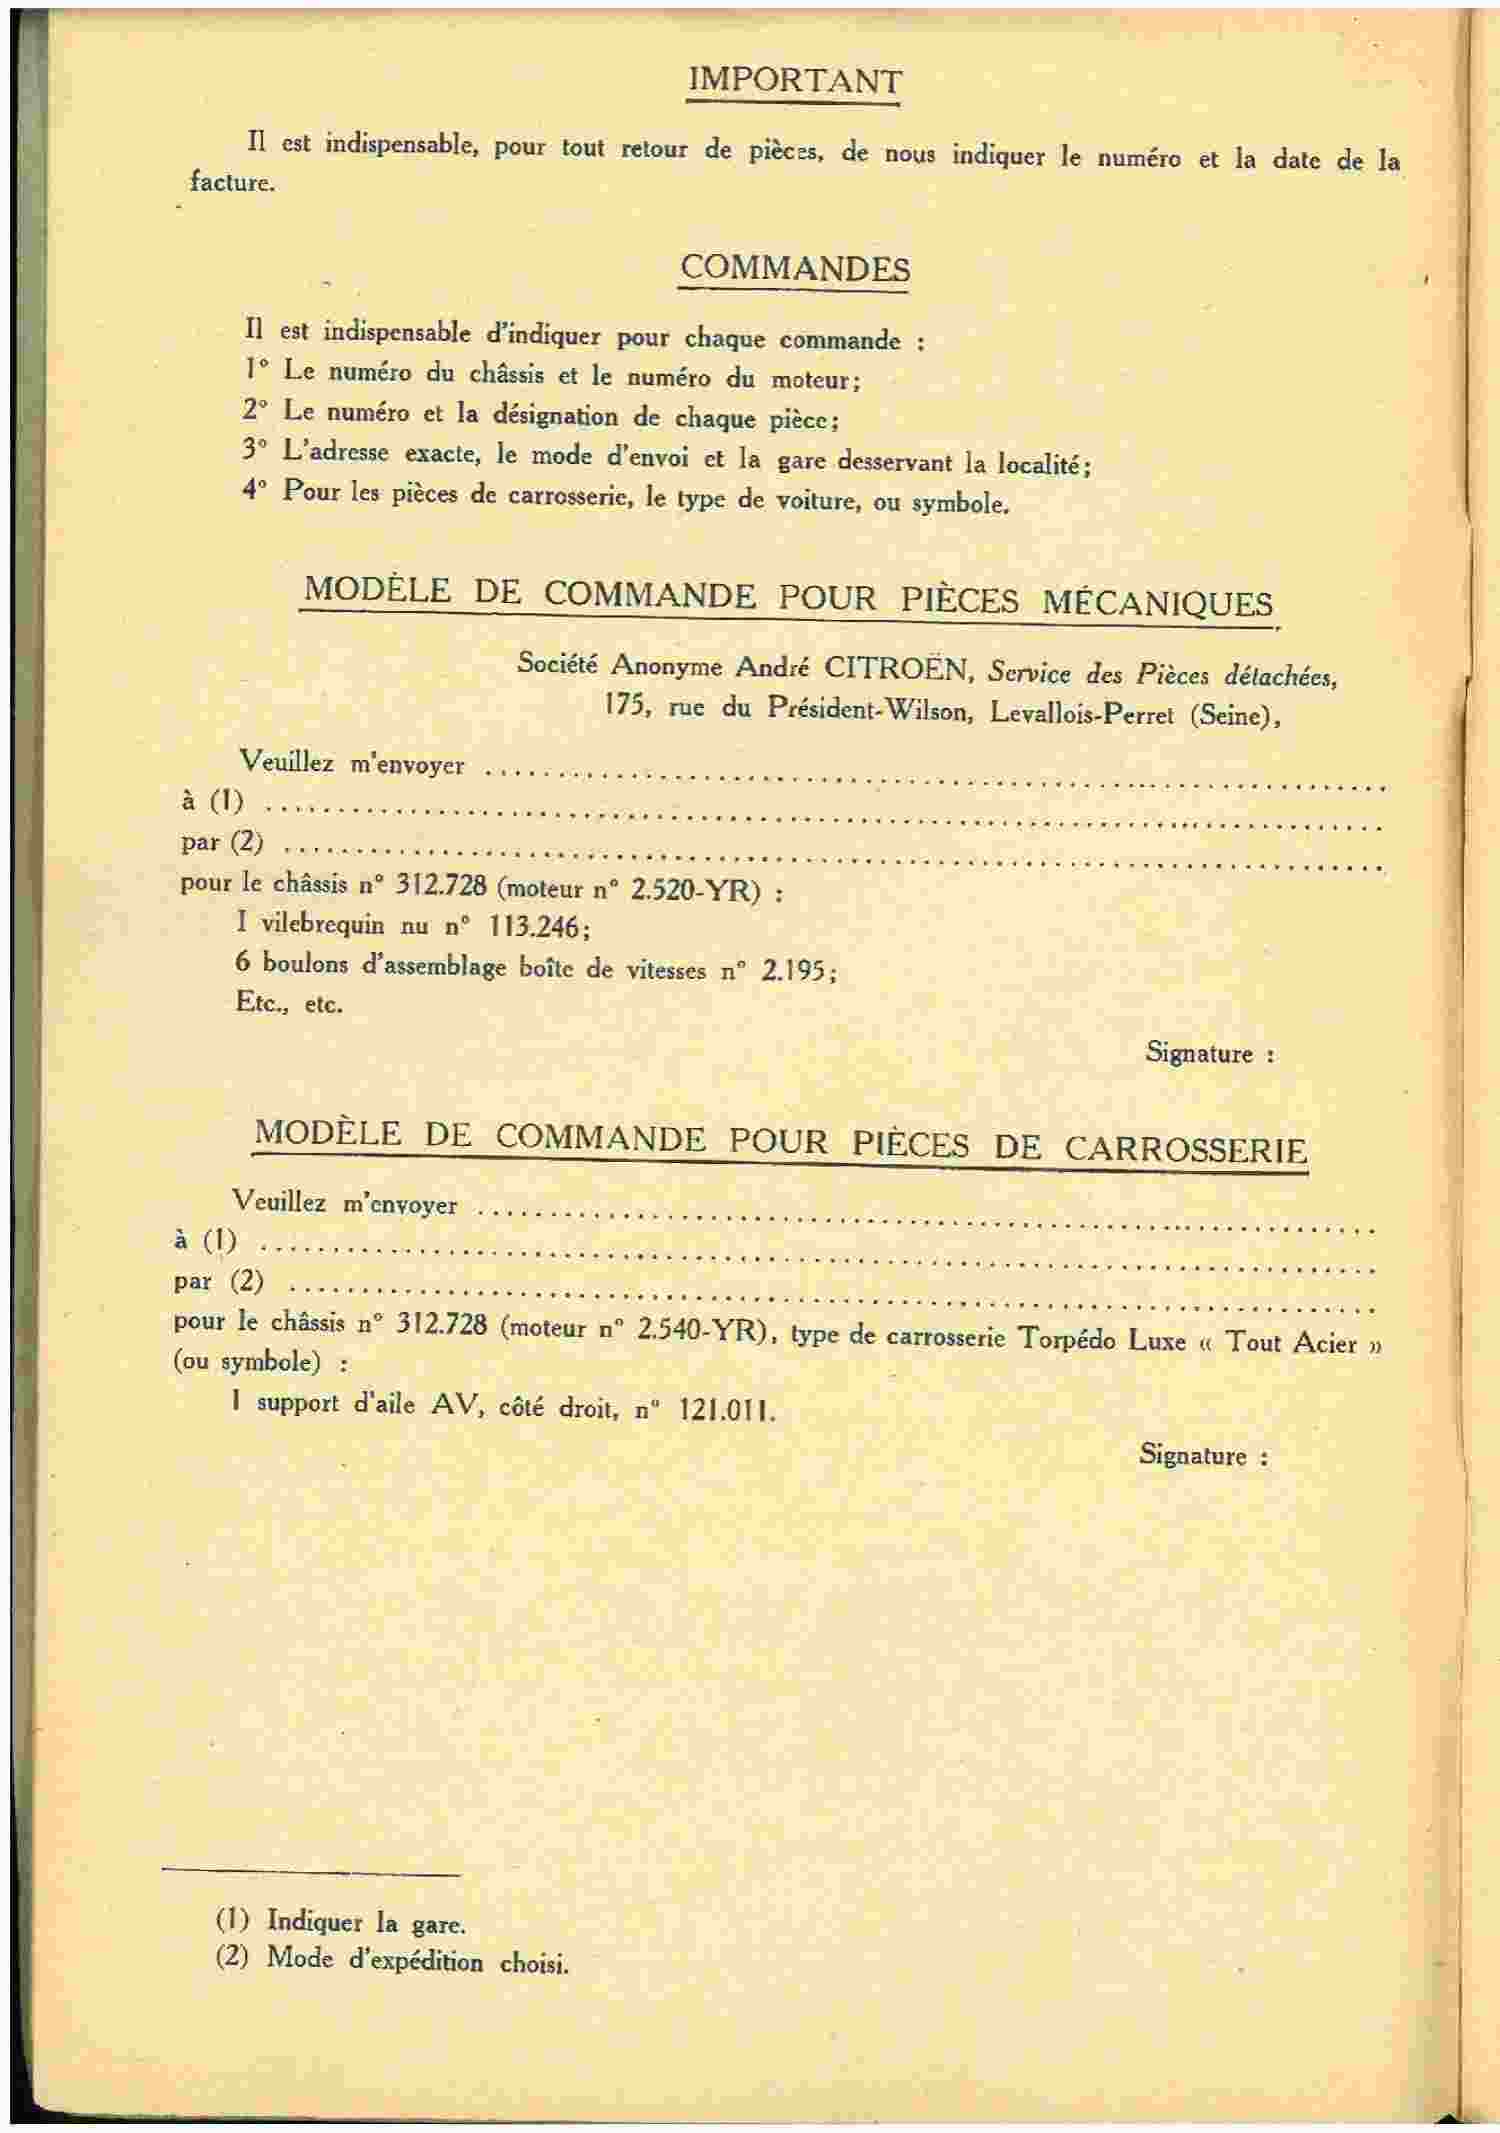 IMPORTANT
Il est indispensable, pour tout retour de pièces, de nous indiquer le numéro et la date de la
facture.
COMMANDES
Il est indispensable d'indiquer pour chaque commande :
1° Le numéro du châssis et le numéro du moteur;
2° Le numéro et la désignation de chaque pièce;
3° L'adresse exacte, le mode d'envoi et la gare desservant la localité;
4° Pour les pièces de carrosserie, le type de voiture, ou symbole.
MODÈLE DE COMMANDE POUR PIÈCES MÉCANIQUES
Société Anonyme André CITROËN, Service des Pièces détachées,
175, rue du Président-Wilson, Levallois-Perret (Seine),
Veuillez m'envoyer ........................................
à (1) ........................................
par (2) ........................................
pour le châssis n° 312.728 (moteur n° 2.520-YR) :
1 vilebrequin nu n° 113.246;
6 boulons d'assemblage boîte de vitesses n° 2.195;
Etc., etc.
Signature :
MODÈLE DE COMMANDE POUR PIÈCES DE CARROSSERIE
Veuillez m'envoyer ........................................
à (1) ........................................
par (2) ........................................
pour le châssis n° 312.728 (moteur n° 2.540-YR), type de carrosserie Torpédo Luxe « Tout Acier »
(ou symbole) :
1 support d'aile AV, côté droit, n° 121.011.
Signature :
(1) Indiquer la gare.
(2) Mode d'expédition choisi.